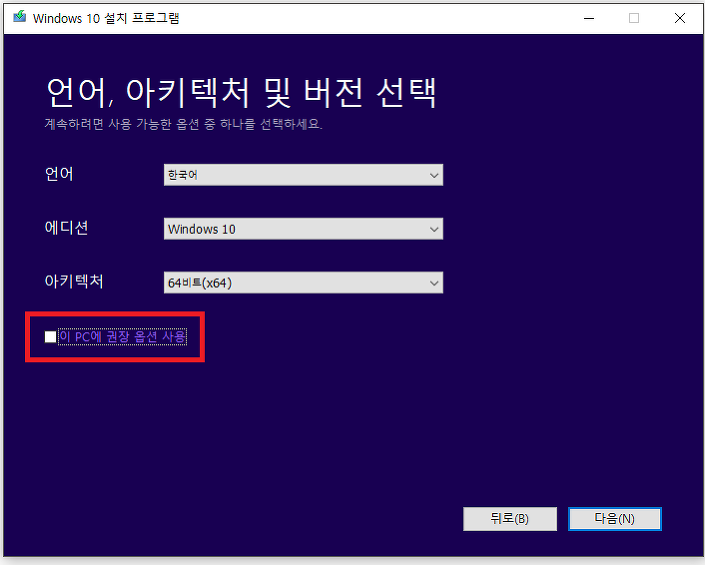 Windows 10 설치 프로그램
언어, 아키텍처 및 버전 선택
계속하려면 사용 가능한 옵션 중 하나를 선택하세요.
언어 한국어
에디션 Windows 10
아키텍처 64비트(x64)
이 PC에 권장 옵션 사용
뒤로(B) 다음(N)